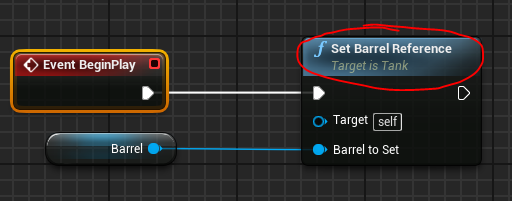 Event BeginPlay
Set Barrel Reference
Target is Tank
Target self
Barrel
Barrel to Set